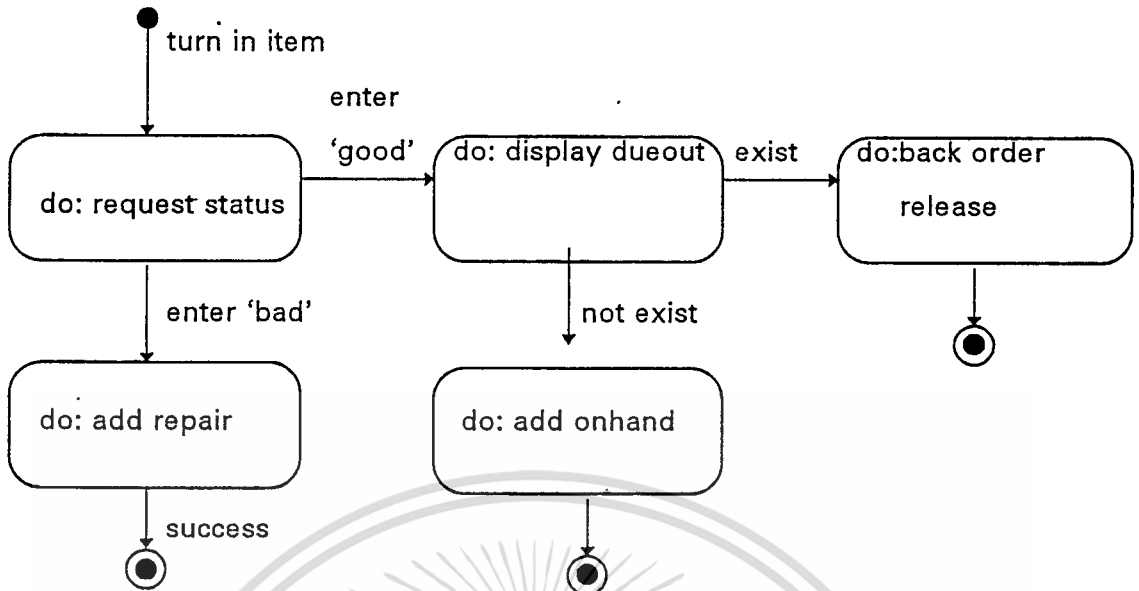 turn in item
enter
'good'
do: request status
do: display dueout
exist
do:back order
release
enter 'bad'
not exist
do: add repair
do: add onhand
success